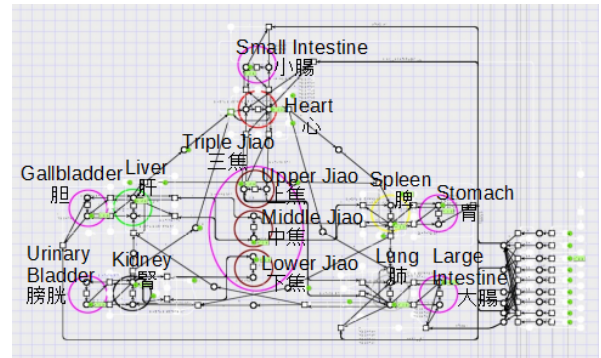 Small Intestine
小腸
Heart
心
Triple Jiao
三焦
Gallbladder
胆
Liver
肝
Upper Jiao
上焦
Spleen
脾
Stomach
胃
Middle Jiao
中焦
Urinary
Bladder
膀胱
Kidney
腎
Lower Jiao
下焦
Lung
肺
Large
Intestine
大腸